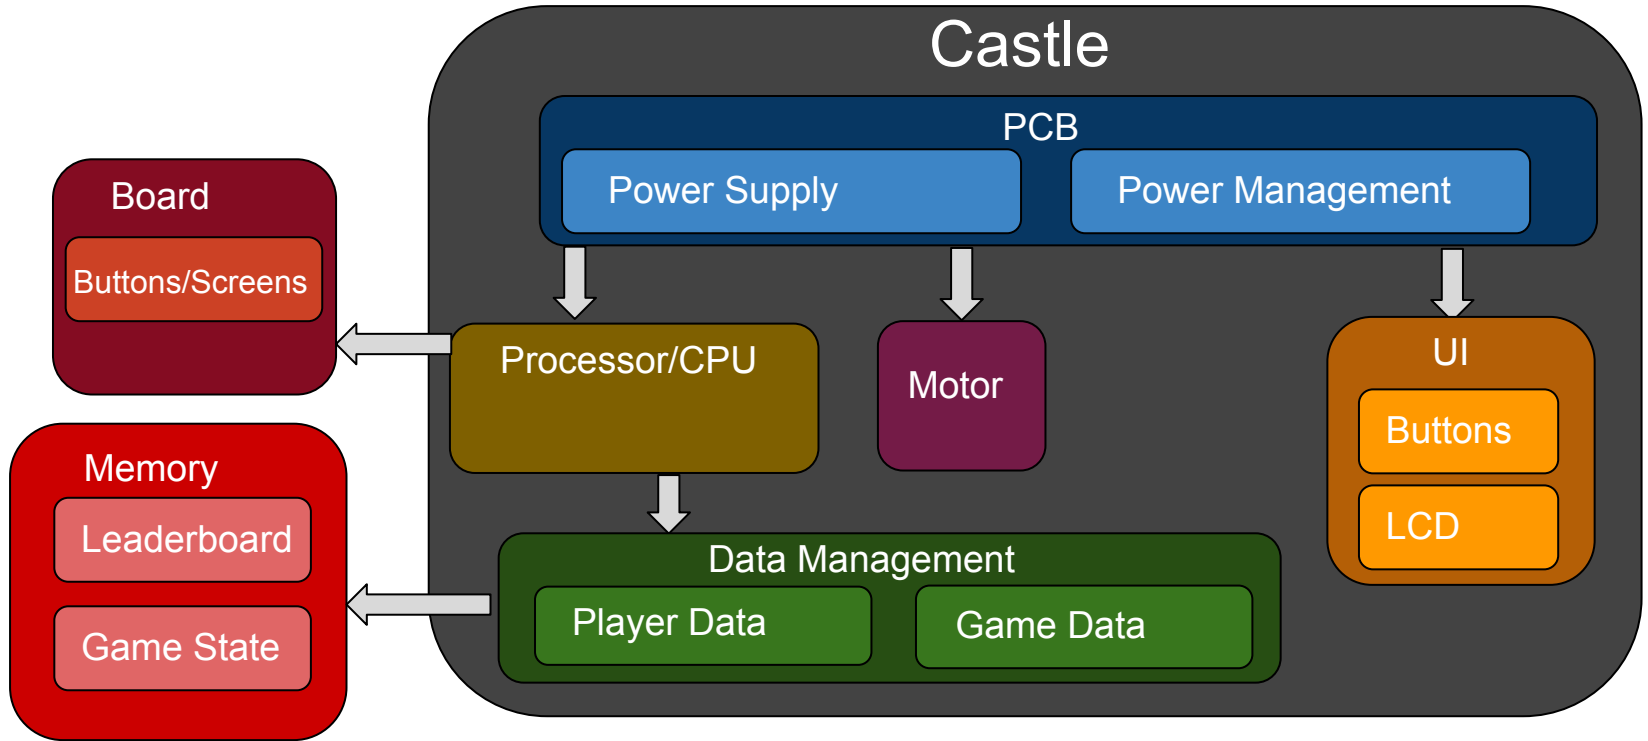 Castle
PCB
Power Supply
Power Management
Board
Buttons/Screens
Processor/CPU
Motor
UI
Buttons
LCD
Memory
Leaderboard
Game State
Data Management
Player Data
Game Data